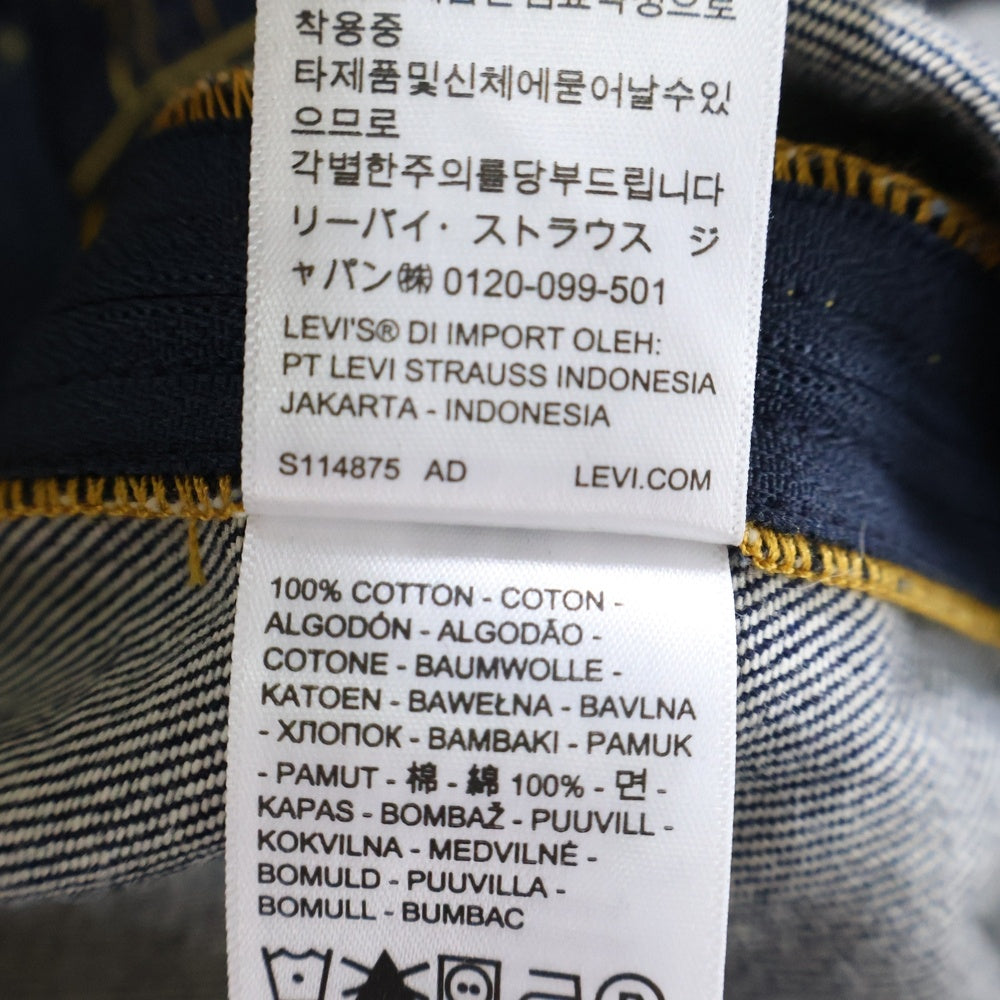 착용중
타제품및신체에묻어날수있
으므로
각별한주의를당부드립니다
リーバイ・ ストラウス ジ
ャパン㈱ 0120-099-501
LEVI'S® DI IMPORT OLEH:
PT LEVI STRAUSS INDONESIA
JAKARTA - INDONESIA
S114875 AD LEVI.COM
100% COTTON - COTON -
ALGODÓN - ALGODÃO -
COTONE - BAUMWOLLE -
KATOEN - BAWEŁNA - BAVLNA
- ХЛОПОК - BAMBAKI - PAMUK
- PAMUT - 棉 - 綿 100% - 면 -
KAPAS - BOMBAŽ - PUUVILL -
KOKVILNA - MEDVILNĖ -
BOMULD - PUUVILLA -
BOMULL - BUMBAC